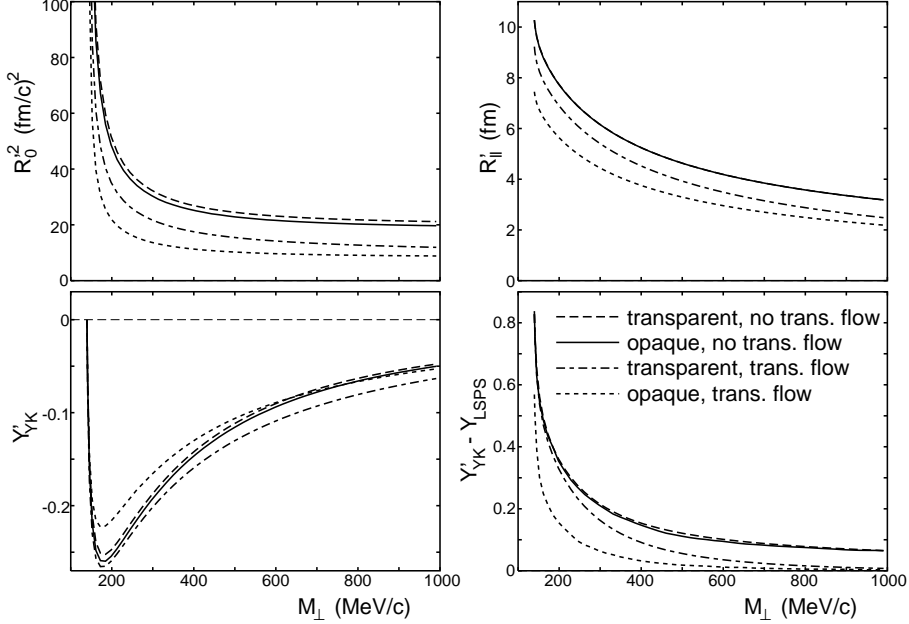 100
80
60
40
20
0
R'₀² (fm/c)²
10
8
6
4
2
0
R'∥ (fm)
0
-0.1
-0.2
Y'YK
200 400 600 800 1000
M⊥ (MeV/c)
0.8
0.6
0.4
0.2
0
Y'YK - YLSPS
transparent, no trans. flow
opaque, no trans. flow
transparent, trans. flow
opaque, trans. flow
200 400 600 800 1000
M⊥ (MeV/c)